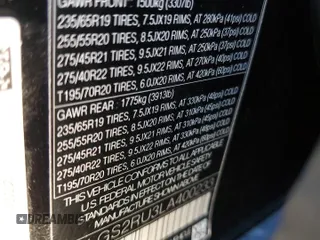 GAWR FRONT: 1500kg (3307lb)
235/65R19 TIRES, 7.5JX19 RIMS, AT 280kPa (41psi) COLD
255/55R20 TIRES, 8.5JX20 RIMS, AT 250kPa (37psi) COLD
275/45R21 TIRES, 9.5JX21 RIMS, AT 250kPa (37psi) COLD
275/40R22 TIRES, 9.5JX22 RIMS, AT 270kPa (40psi) COLD
T195/70R20 TIRES, 6.0JX20 RIMS, AT 420kPa (60psi) COLD
GAWR REAR: 1775kg (3913lb)
235/65R19 TIRES, 7.5JX19 RIMS, AT 330kPa (48psi) COLD
255/55R20 TIRES, 8.5JX20 RIMS, AT 310kPa (45psi) COLD
275/45R21 TIRES, 9.5JX21 RIMS, AT 310kPa (45psi) COLD
275/40R22 TIRES, 9.5JX22 RIMS, AT 330kPa (48psi) COLD
T195/70R20 TIRES, 6.0JX20 RIMS, AT 420kPa (60psi) COLD
THIS VEHICLE CONFORMS TO ALL APPLICABLE
U.S. FEDERAL MOTOR VEHICLE SAFETY
STANDARDS IN EFFECT ON THE DATE OF
GS2RU3LA400233